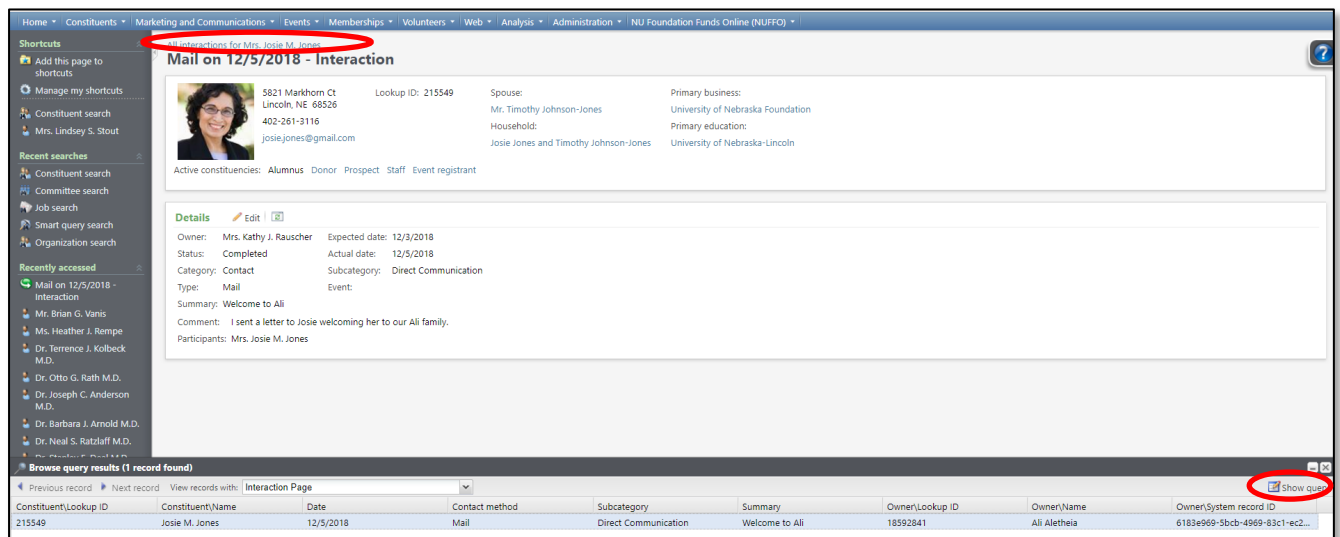 Home Constituents Marketing and Communications Events Memberships Volunteers Web Analysis Administration NU Foundation Funds Online (NUFFO)
Shortcuts
Add this page to
shortcuts
Manage my shortcuts
Constituent search
Mrs. Lindsey S. Stout
Recent searches
Constituent search
Committee search
Job search
Smart query search
Organization search
Recently accessed
Mail on 12/5/2018 -
Interaction
Mr. Brian G. Vanis
Ms. Heather J. Rempe
Dr. Terrence J. Kolbeck
M.D.
Dr. Otto G. Rath M.D.
Dr. Joseph C. Anderson
M.D.
Dr. Barbara J. Arnold M.D.
Dr. Neal S. Ratzlaff M.D.
All interactions for Mrs. Josie M. Jones
Mail on 12/5/2018 - Interaction
?
5821 Markhorn Ct
Lincoln, NE 68526
402-261-3116
josie.jones@gmail.com
Lookup ID: 215549
Spouse:
Mr. Timothy Johnson-Jones
Household:
Josie Jones and Timothy Johnson-Jones
Primary business:
University of Nebraska Foundation
Primary education:
University of Nebraska-Lincoln
Active constituencies: Alumnus Donor Prospect Staff Event registrant
Details Edit
Owner: Mrs. Kathy J. Rauscher Expected date: 12/3/2018
Status: Completed Actual date: 12/5/2018
Category: Contact Subcategory: Direct Communication
Type: Mail Event:
Summary: Welcome to Ali
Comment: I sent a letter to Josie welcoming her to our Ali family.
Participants: Mrs. Josie M. Jones
Browse query results (1 record found)
Previous record Next record View records with: Interaction Page Show query
Constituent\Lookup ID Constituent\Name Date Contact method Subcategory Summary Owner\Lookup ID Owner\Name Owner\System record ID
215549 Josie M. Jones 12/5/2018 Mail Direct Communication Welcome to Ali 18592841 Ali Aletheia 6183e969-5bcb-4969-83c1-ec2...